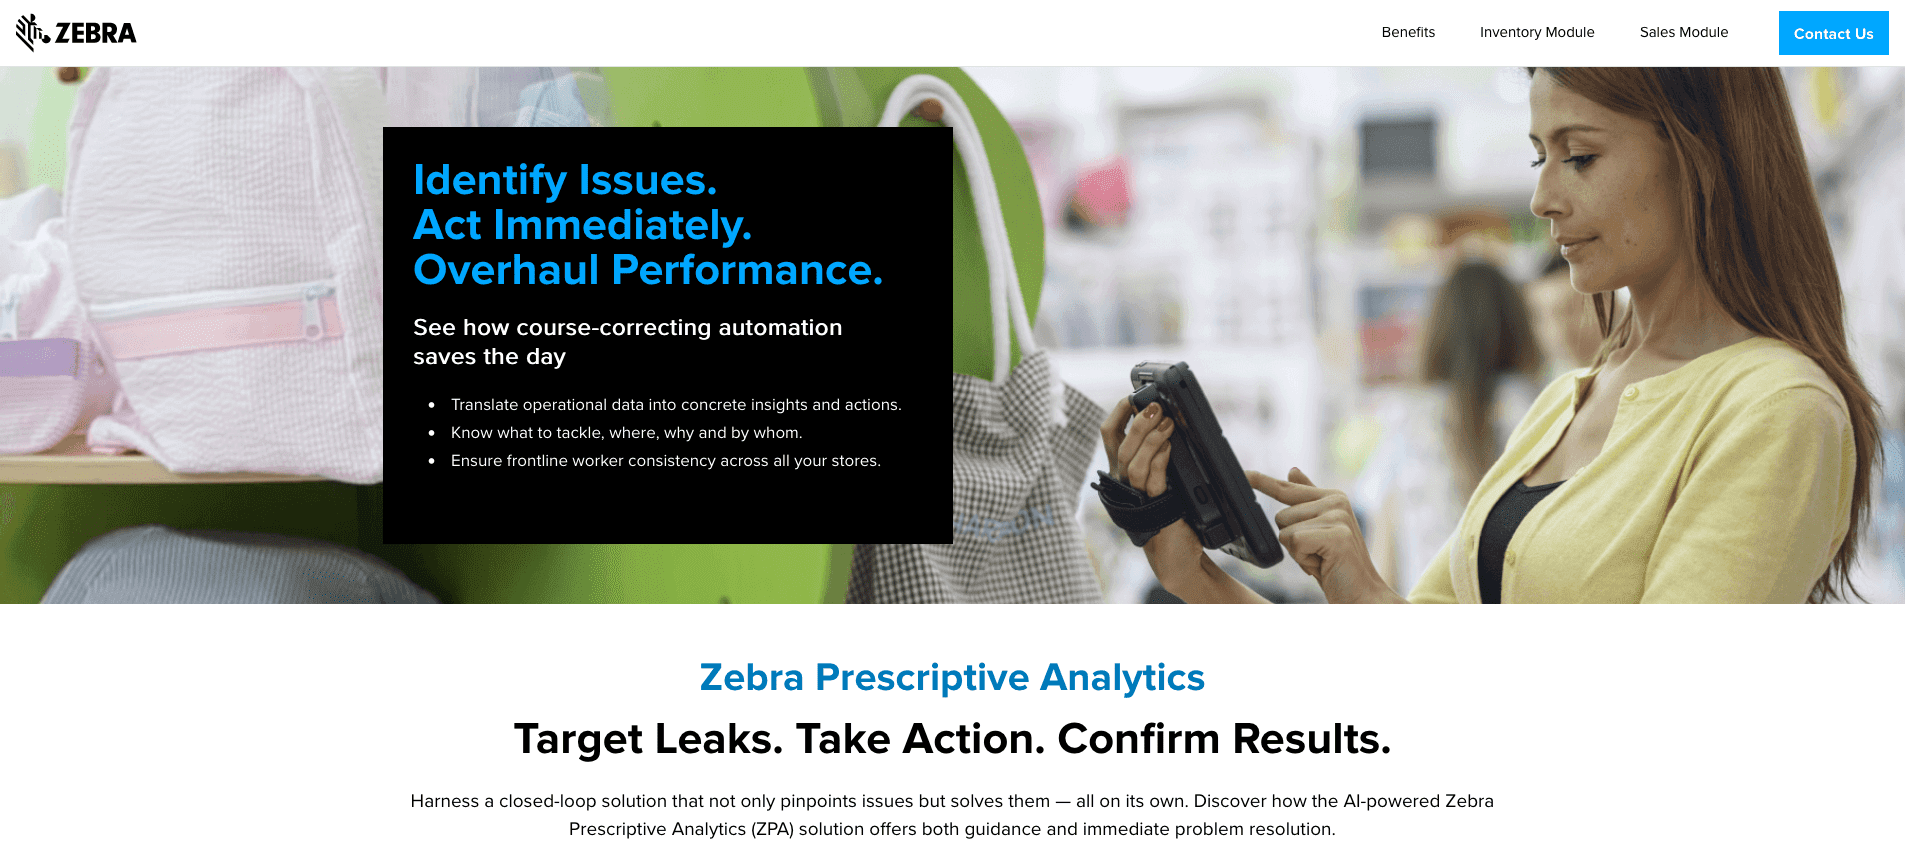 ZEBRA
Benefits
Inventory Module
Sales Module
Contact Us
Identify Issues.
Act Immediately.
Overhaul Performance.
See how course-correcting automation
saves the day
• Translate operational data into concrete insights and actions.
• Know what to tackle, where, why and by whom.
• Ensure frontline worker consistency across all your stores.
Zebra Prescriptive Analytics
Target Leaks. Take Action. Confirm Results.
Harness a closed-loop solution that not only pinpoints issues but solves them — all on its own. Discover how the AI-powered Zebra
Prescriptive Analytics (ZPA) solution offers both guidance and immediate problem resolution.